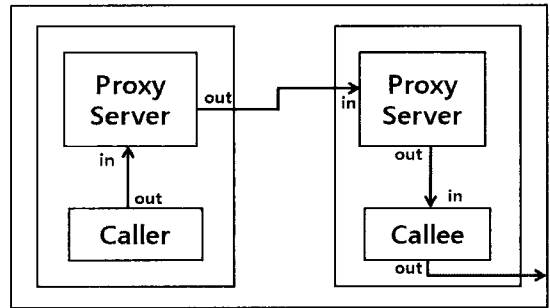 Proxy
Server
out
in
out
Caller
in
Proxy
Server
out
in
Callee
out